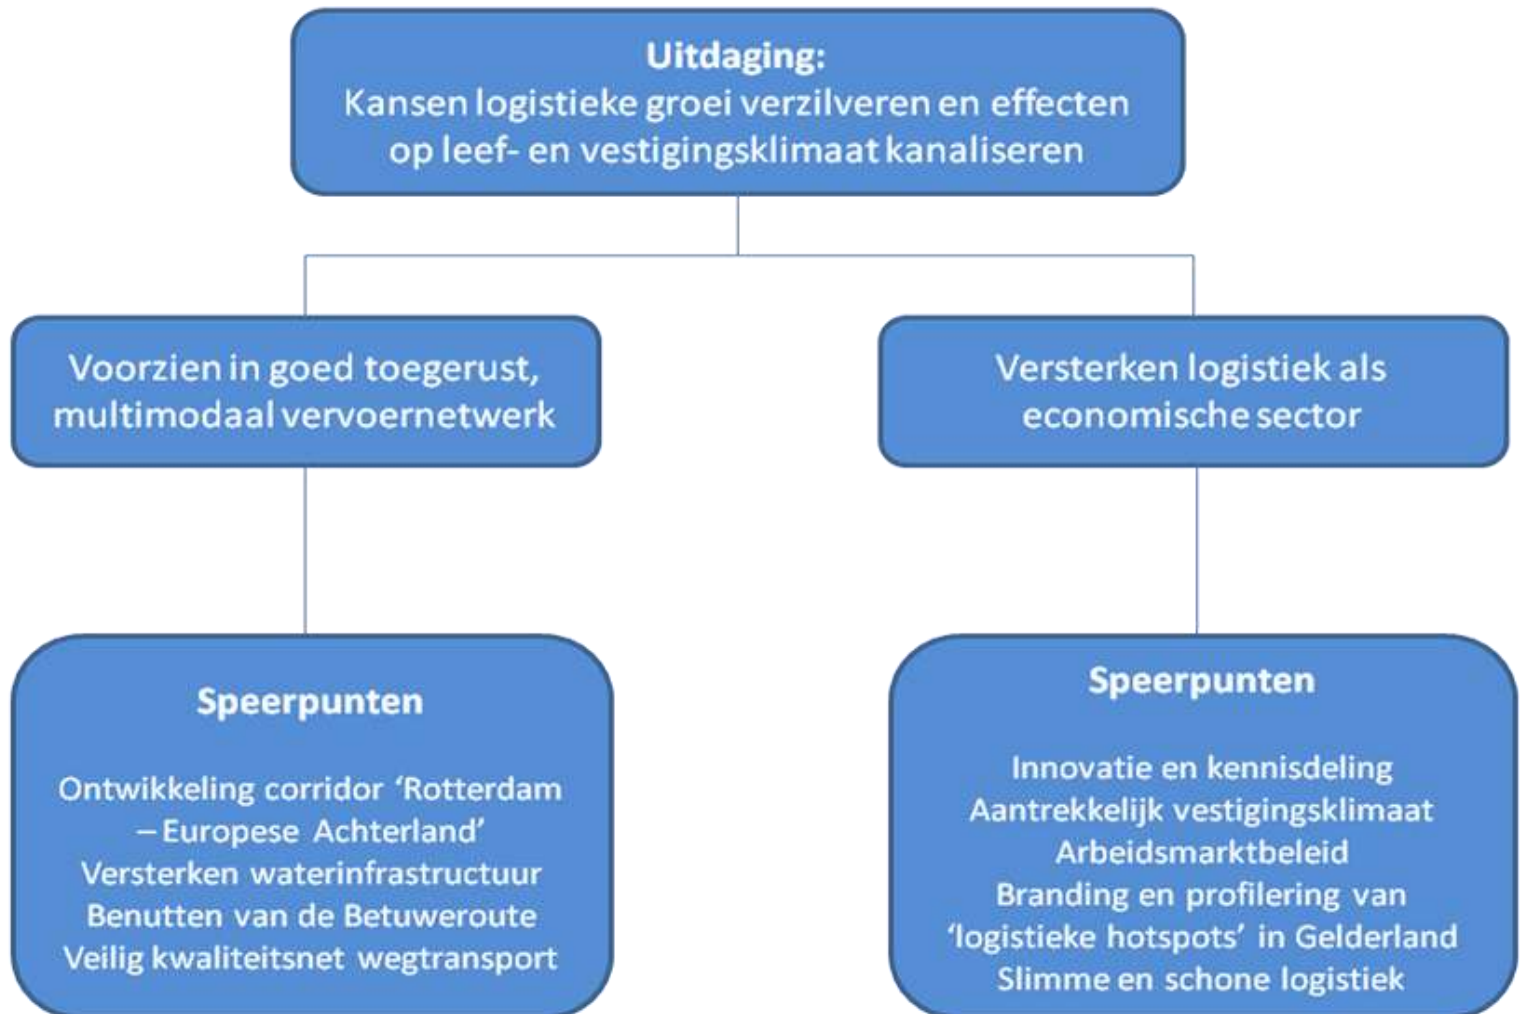 Uitdaging:
Kansen logistieke groei verzilveren en effecten
op leef- en vestigingsklimaat kanaliseren
Voorzien in goed toegerust,
multimodaal vervoernetwerk
Versterken logistiek als
economische sector
Speerpunten
Ontwikkeling corridor ‘Rotterdam
– Europese Achterland’
Versterken waterinfrastructuur
Benutten van de Betuweroute
Veilig kwaliteitsnet wegtransport
Speerpunten
Innovatie en kennisdeling
Aantrekkelijk vestigingsklimaat
Arbeidsmarktbeleid
Branding en profilering van
‘logistieke hotspots’ in Gelderland
Slimme en schone logistiek